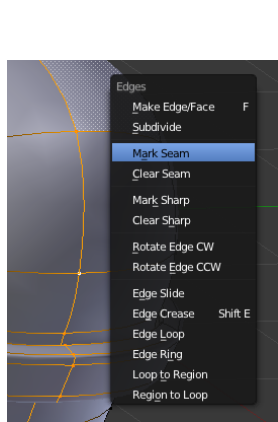 Edges
Make Edge/Face F
Subdivide
Mark Seam
Clear Seam
Mark Sharp
Clear Sharp
Rotate Edge CW
Rotate Edge CCW
Edge Slide
Edge Crease Shift E
Edge Loop
Edge Ring
Loop to Region
Region to Loop